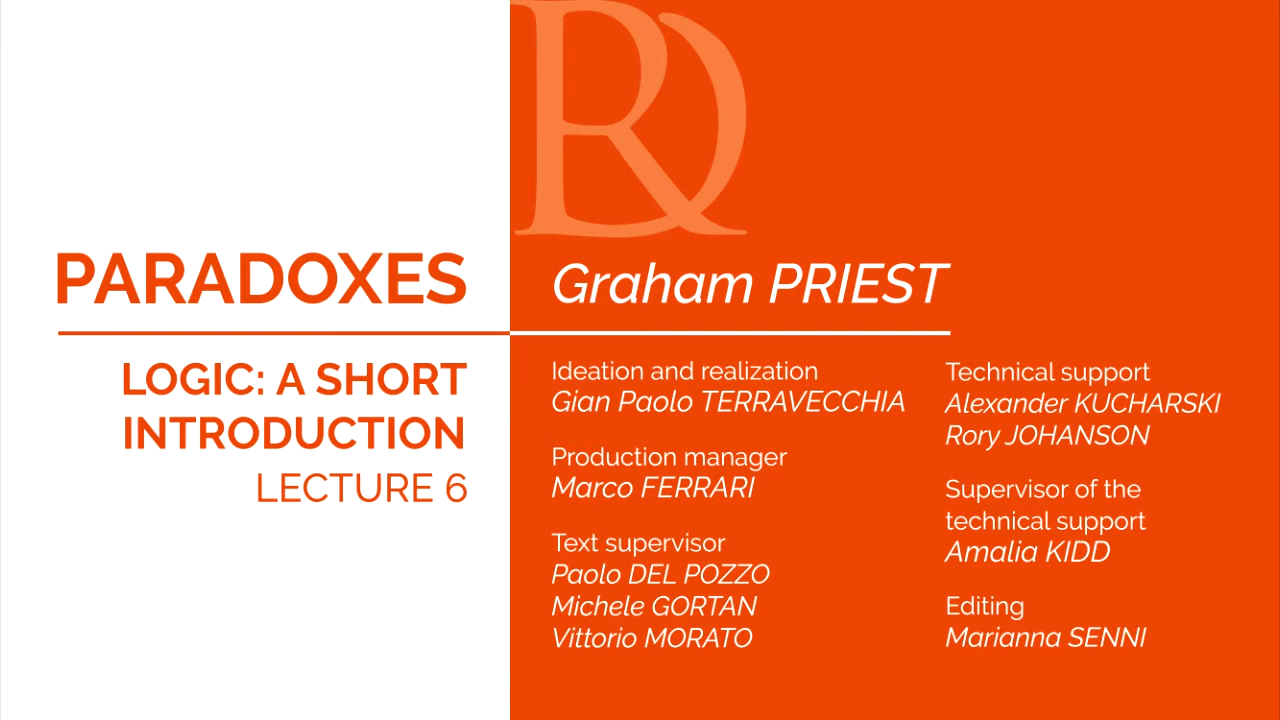 PARADOXES
LOGIC: A SHORT
INTRODUCTION
LECTURE 6
Graham PRIEST
Ideation and realization
Gian Paolo TERRAVECCHIA
Production manager
Marco FERRARI
Text supervisor
Paolo DEL POZZO
Michele GORTAN
Vittorio MORATO
Technical support
Alexander KUCHARSKI
Rory JOHANSON
Supervisor of the
technical support
Amalia KIDD
Editing
Marianna SENNI